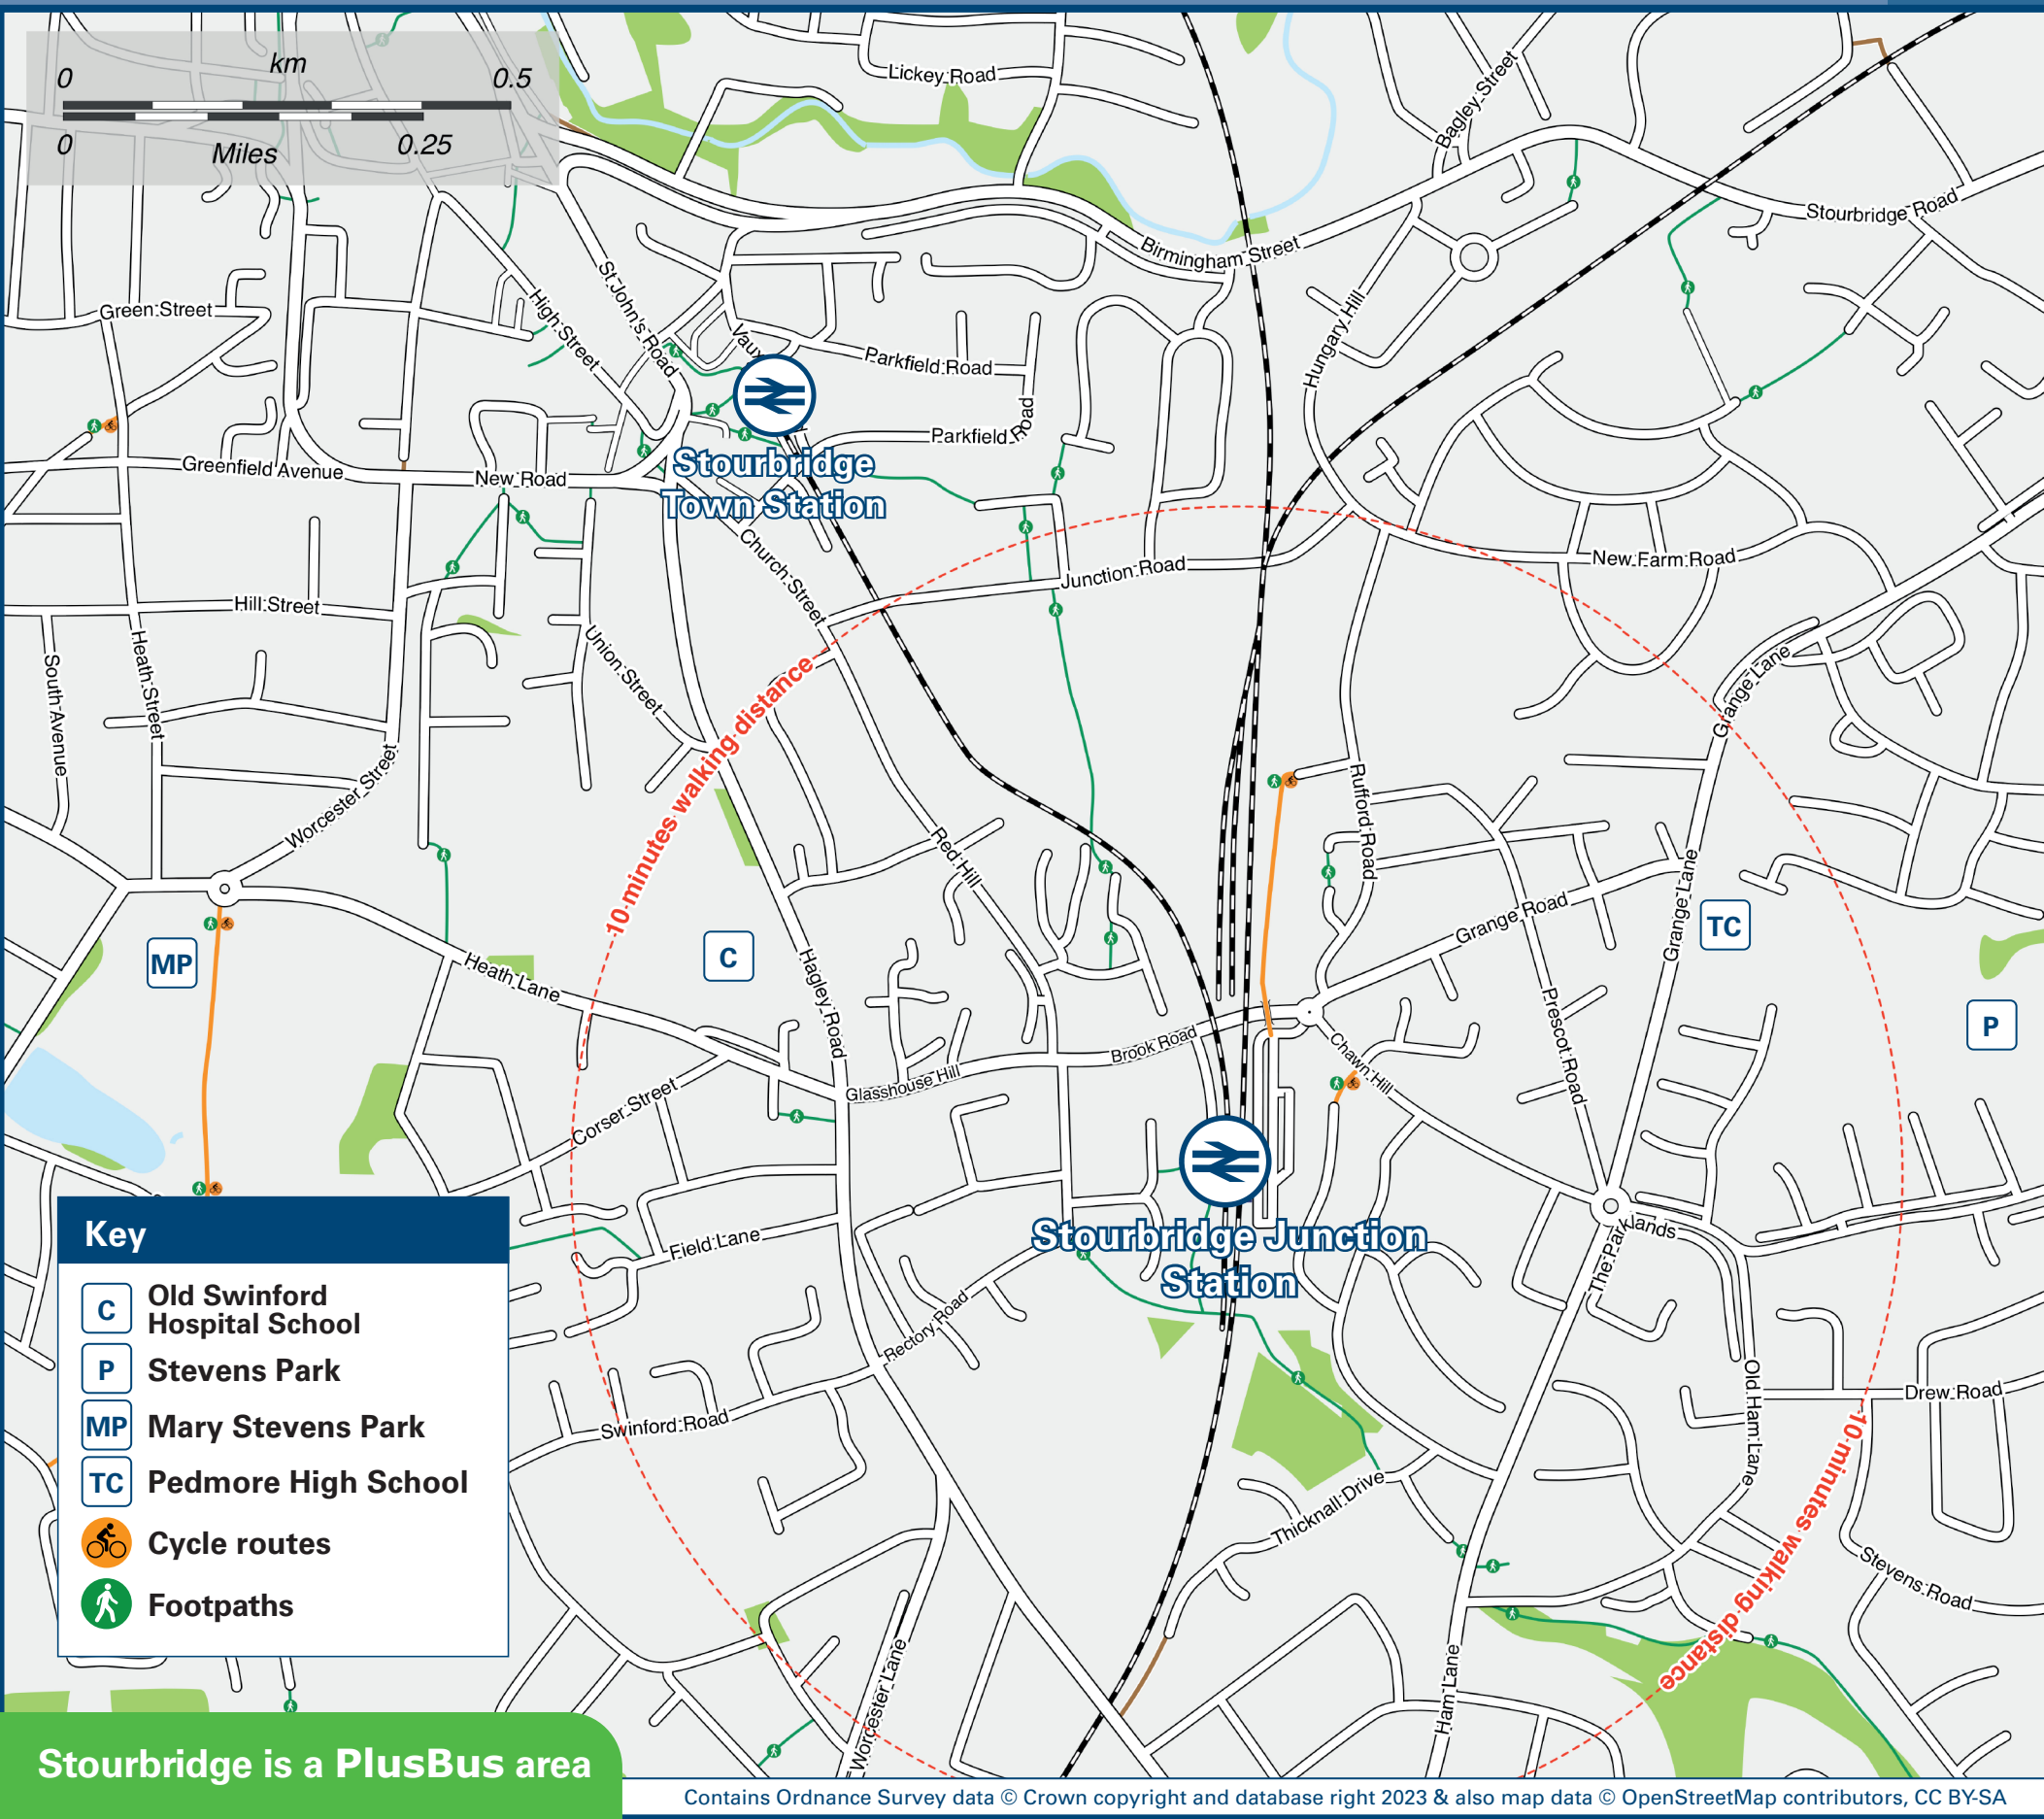 0
km
0.5
0
Miles
0.25
Lickey Road
Bagley Street
Stourbridge Road
Birmingham Street
St John's Road
High Street
Green Street
Hungary Hill
Parkfield Road
Parkfield Road
Stourbridge
Town Station
Greenfield Avenue
New Road
Church Street
Junction Road
New Farm Road
Hill Street
Heath Street
South Avenue
Union Street
Grange Lane
10 minutes walking distance
Worcester Street
Rufford Road
Red Hill
Grange Road
Grange Lane
TC
C
MP
P
Heath Lane
Hagley Road
Prescot Road
Brook Road
Chawn Hill
Glasshouse Hill
Corser Street
Field Lane
Stourbridge Junction
Station
The Parklands
Rectory Road
Swinford Road
Old Ham Lane
Drew Road
Thicknall Drive
Stevens Road
10 minutes walking distance
Worcester Lane
Ham Lane
Key
C Old Swinford
Hospital School
P Stevens Park
MP Mary Stevens Park
TC Pedmore High School
Cycle routes
Footpaths
Stourbridge is a PlusBus area
Contains Ordnance Survey data © Crown copyright and database right 2023 & also map data © OpenStreetMap contributors, CC BY-SA